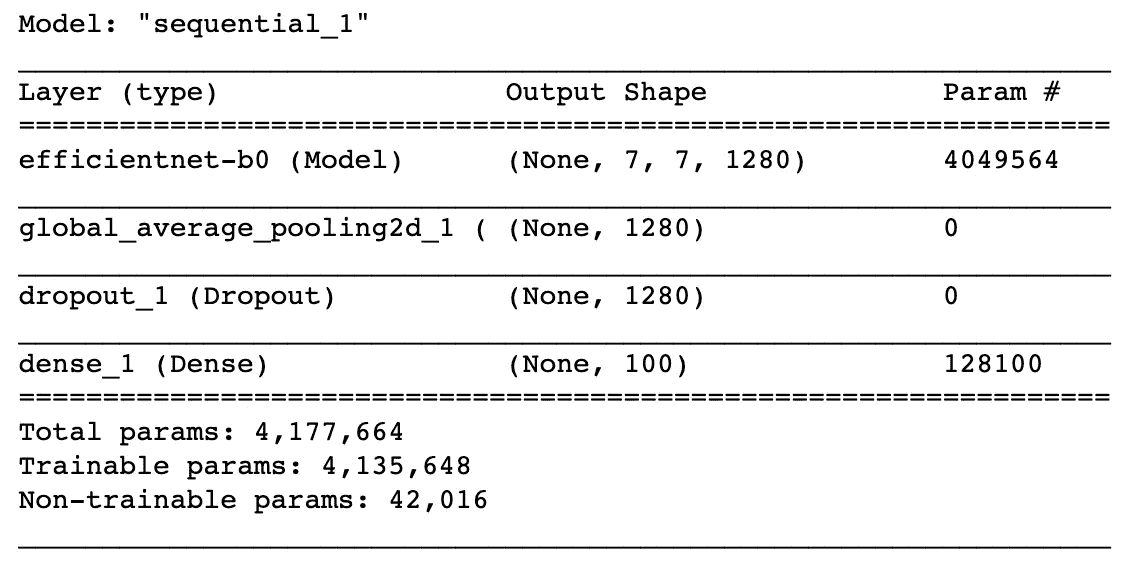 Model: "sequential_1"
Layer (type) Output Shape Param #
=================================================================
efficientnet-b0 (Model) (None, 7, 7, 1280) 4049564
global_average_pooling2d_1 ( (None, 1280) 0
dropout_1 (Dropout) (None, 1280) 0
dense_1 (Dense) (None, 100) 128100
=================================================================
Total params: 4,177,664
Trainable params: 4,135,648
Non-trainable params: 42,016